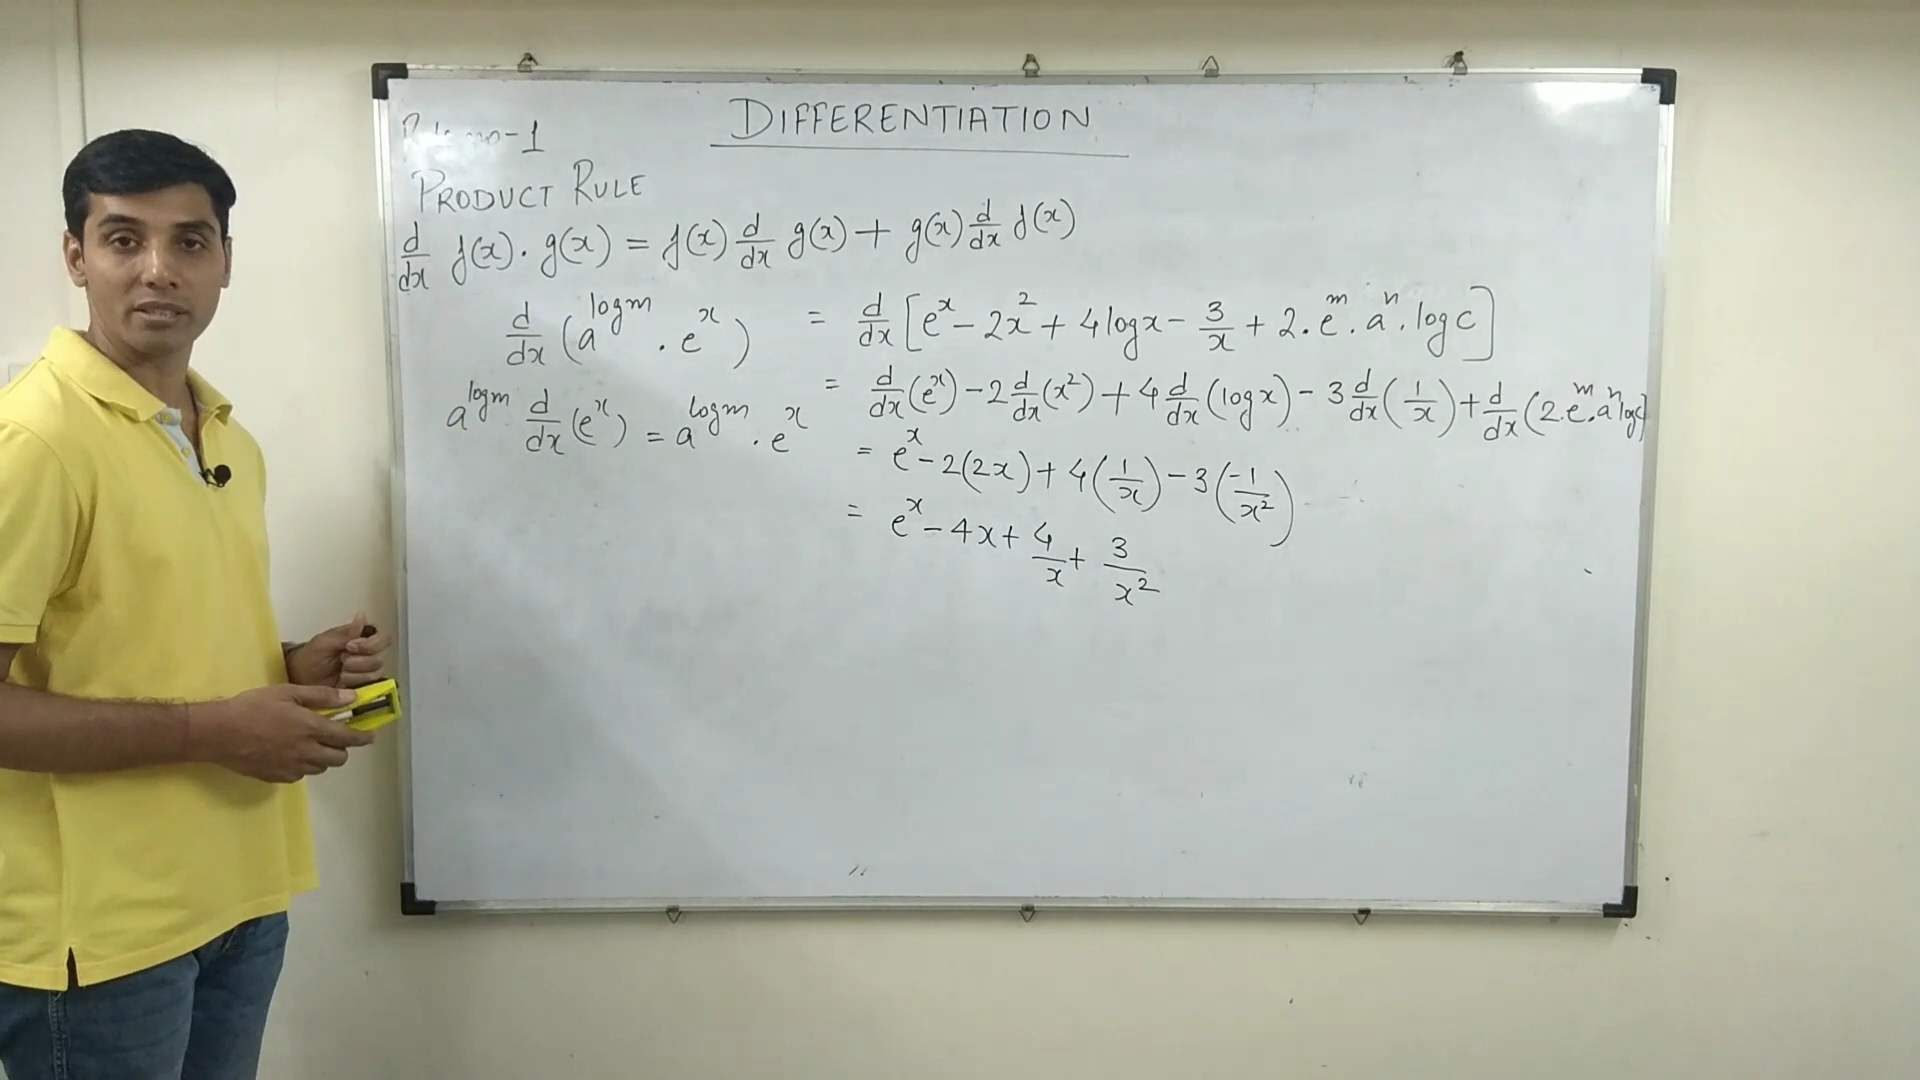 DIFFERENTIATION
-1
PRODUCT RULE
d/dx f(x) · g(x) = f(x) d/dx g(x) + g(x) d/dx f(x)
d/dx (a^logm · e^x)
a^logm d/dx (e^x) = a^logm · e^x
= d/dx [e^x - 2x^2 + 4logx - 3/x + 2 · e^m · a^n · logc]
= d/dx (e^x) - 2 d/dx (x^2) + 4 d/dx (logx) - 3 d/dx (1/x) + d/dx (2.e^m.a^n logc)
= e^x - 2(2x) + 4(1/x) - 3(-1/x^2)
= e^x - 4x + 4/x + 3/x^2